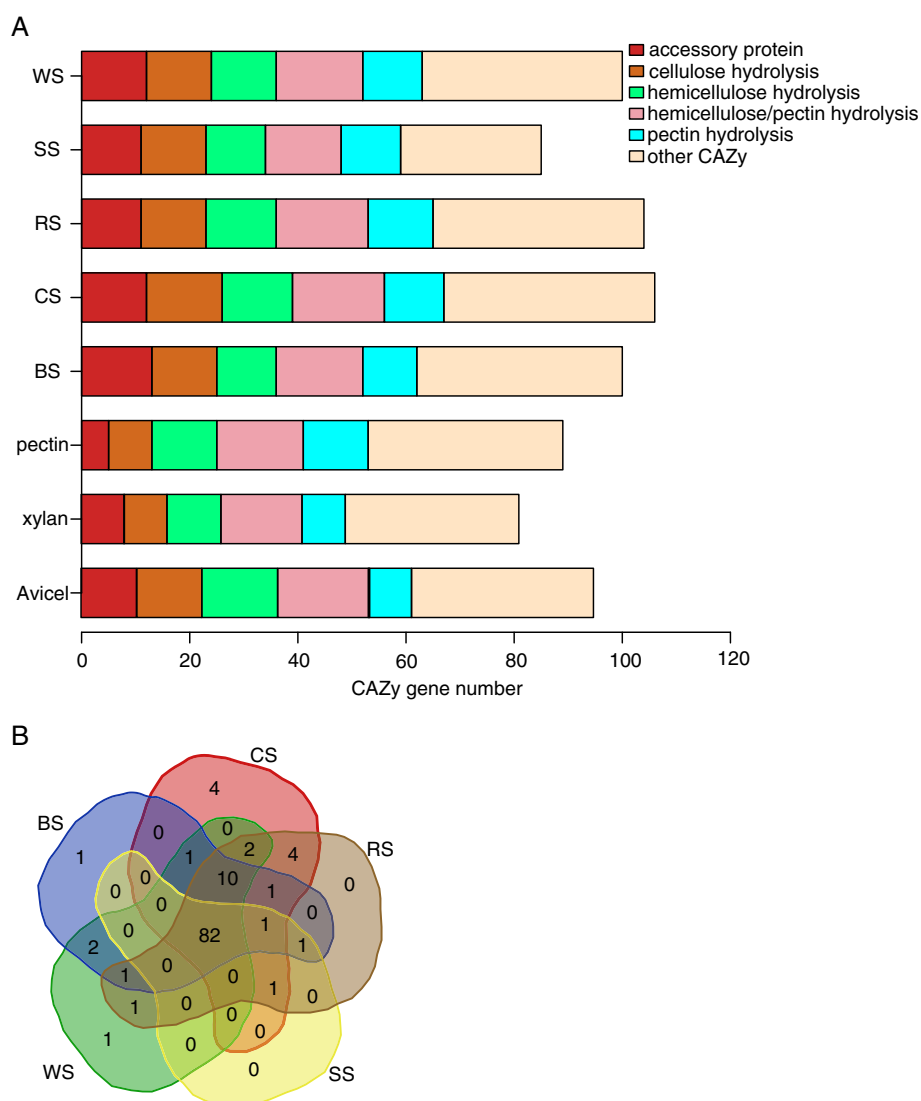 A
WS
SS
RS
CS
BS
pectin
xylan
Avicel
accessory protein
cellulose hydrolysis
hemicellulose hydrolysis
hemicellulose/pectin hydrolysis
pectin hydrolysis
other CAZy
0 20 40 60 80 100 120
CAZy gene number
B
CS
BS
RS
WS
SS
4
0
0
2
4
1
1
0
0
10
1
0
0
0
0
1
82
1
2
0
1
0
0
1
0
1
0
0
1
0
0
0